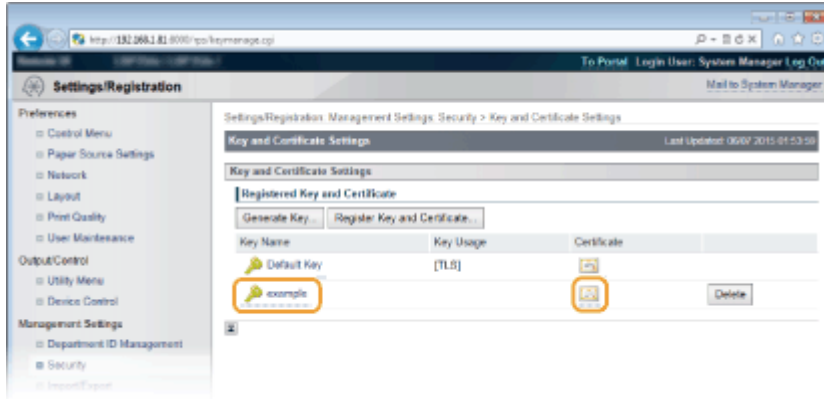 http://192.168.1.81:8000/rps/keymanage.cgi
To Portal Login User: System Manager Log Out
Settings/Registration
Mail to System Manager
Preferences
Control Menu
Paper Source Settings
Network
Layout
Print Quality
User Maintenance
Output/Control
Utility Menu
Device Control
Management Settings
Department ID Management
Security
Import/Export
Settings/Registration: Management Settings: Security > Key and Certificate Settings
Key and Certificate Settings
Last Updated: 06/07 2015 01:53:58
Key and Certificate Settings
Registered Key and Certificate
Generate Key... Register Key and Certificate...
Key Name Key Usage Certificate
Default Key [TLS]
example Delete